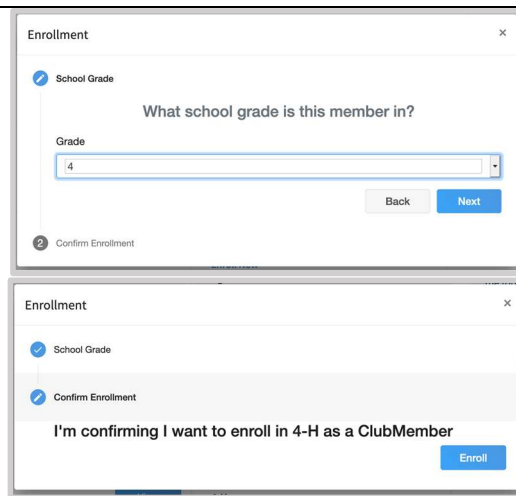 Enrollment ×
School Grade
What school grade is this member in?
Grade
4
Back Next
2 Confirm Enrollment
Enrollment ×
School Grade
Confirm Enrollment
I'm confirming I want to enroll in 4-H as a ClubMember
Enroll